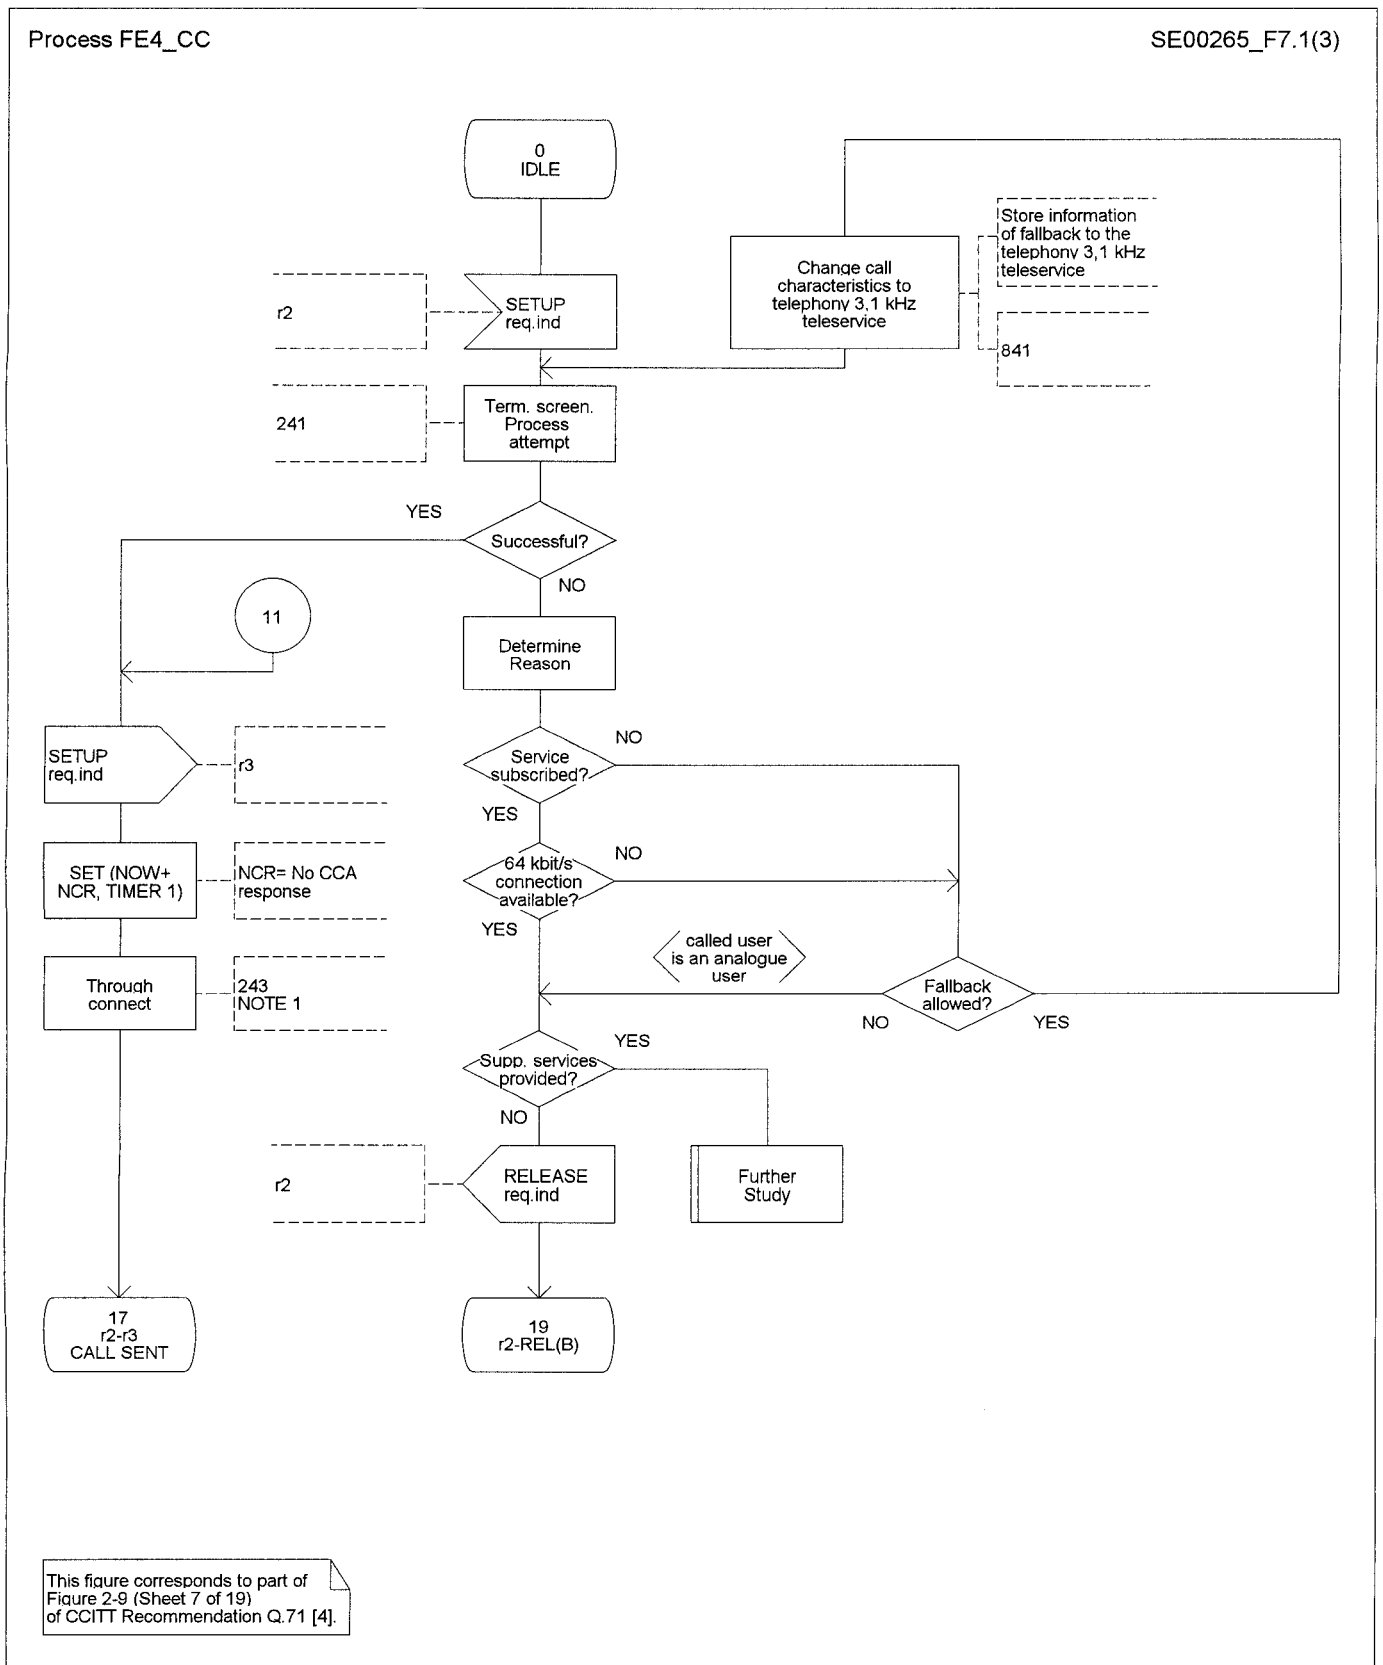 Process FE4_CC
SE00265_F7.1(3)
0
IDLE
Store information
of fallback to the
telephony 3,1 kHz
teleservice
Change call
characteristics to
telephony 3,1 kHz
teleservice
841
r2
SETUP
req.ind
241
Term. screen.
Process
attempt
YES
Successful?
NO
11
Determine
Reason
SETUP
req.ind
r3
Service
subscribed?
NO
YES
SET (NOW+
NCR, TIMER 1)
NCR= No CCA
response
64 kbit/s
connection
available?
NO
YES
called user
is an analogue
user
Through
connect
243
NOTE 1
Fallback
allowed?
NO
YES
Supp. services
provided?
YES
NO
r2
RELEASE
req.ind
Further
Study
17
r2-r3
CALL SENT
19
r2-REL(B)
This figure corresponds to part of
Figure 2-9 (Sheet 7 of 19)
of CCITT Recommendation Q.71 [4].